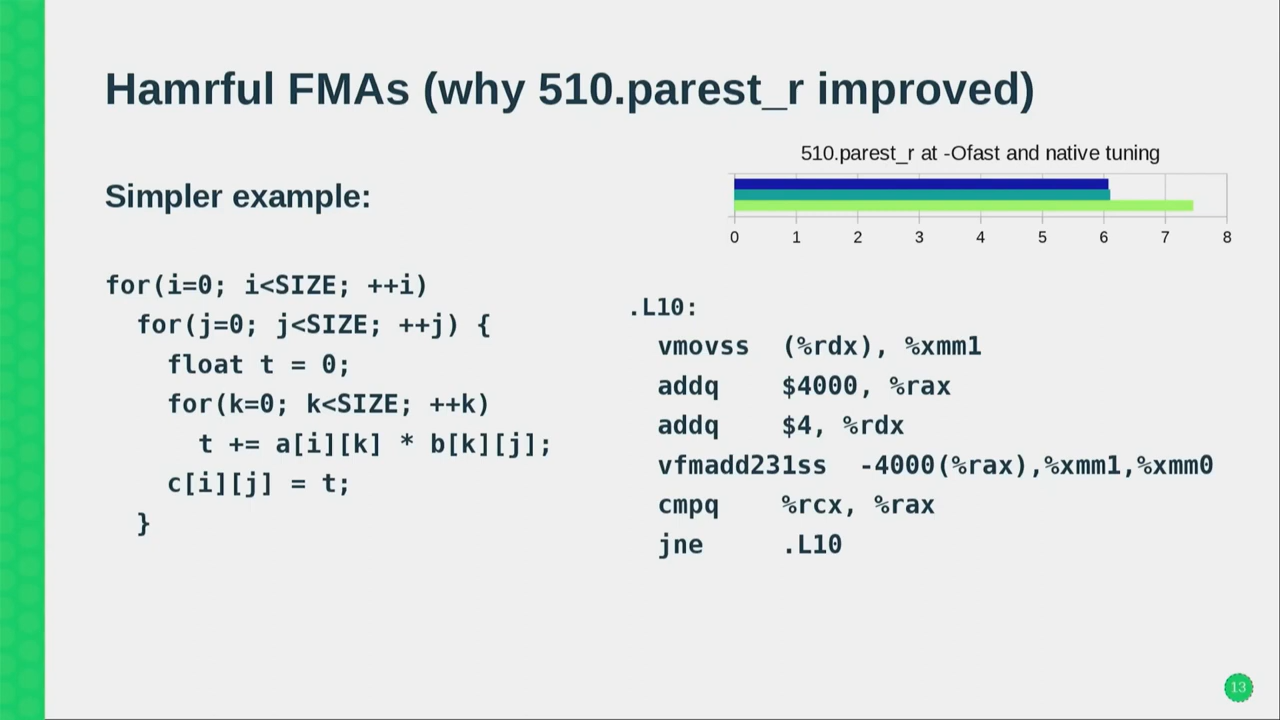 Hamrful FMAs (why 510.parest_r improved)
510.parest_r at -Ofast and native tuning
0 1 2 3 4 5 6 7 8
Simpler example:
for(i=0; i<SIZE; ++i)
  for(j=0; j<SIZE; ++j) {
    float t = 0;
    for(k=0; k<SIZE; ++k)
      t += a[i][k] * b[k][j];
    c[i][j] = t;
  }
.L10:
  vmovss  (%rdx), %xmm1
  addq    $4000, %rax
  addq    $4, %rdx
  vfmadd231ss  -4000(%rax),%xmm1,%xmm0
  cmpq    %rcx, %rax
  jne     .L10
13